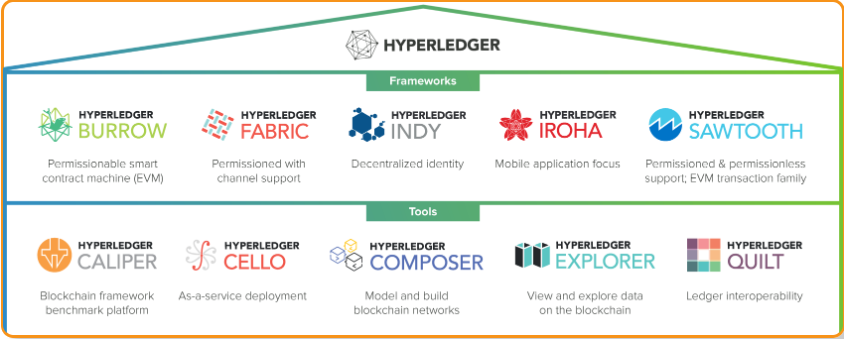 HYPERLEDGER
Frameworks
HYPERLEDGER
BURROW
Permissionable smart
contract machine (EVM)
HYPERLEDGER
FABRIC
Permissioned with
channel support
HYPERLEDGER
INDY
Decentralized identity
HYPERLEDGER
IROHA
Mobile application focus
HYPERLEDGER
SAWTOOTH
Permissioned & permissionless
support; EVM transaction family
Tools
HYPERLEDGER
CALIPER
Blockchain framework
benchmark platform
HYPERLEDGER
CELLO
As-a-service deployment
HYPERLEDGER
COMPOSER
Model and build
blockchain networks
HYPERLEDGER
EXPLORER
View and explore data
on the blockchain
HYPERLEDGER
QUILT
Ledger interoperability